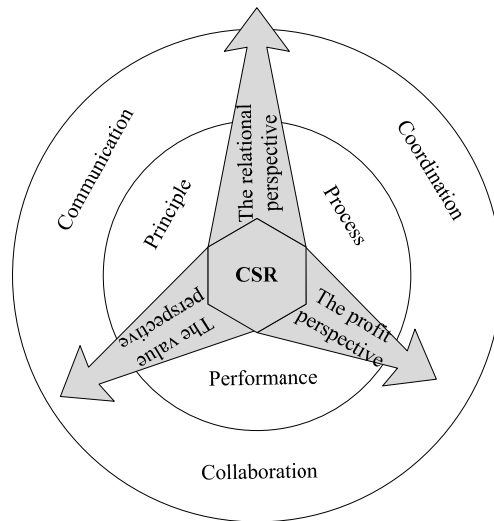 Communication
Coordination
Principle
Process
The relational
perspective
CSR
The value
perspective
The profit
perspective
Performance
Collaboration